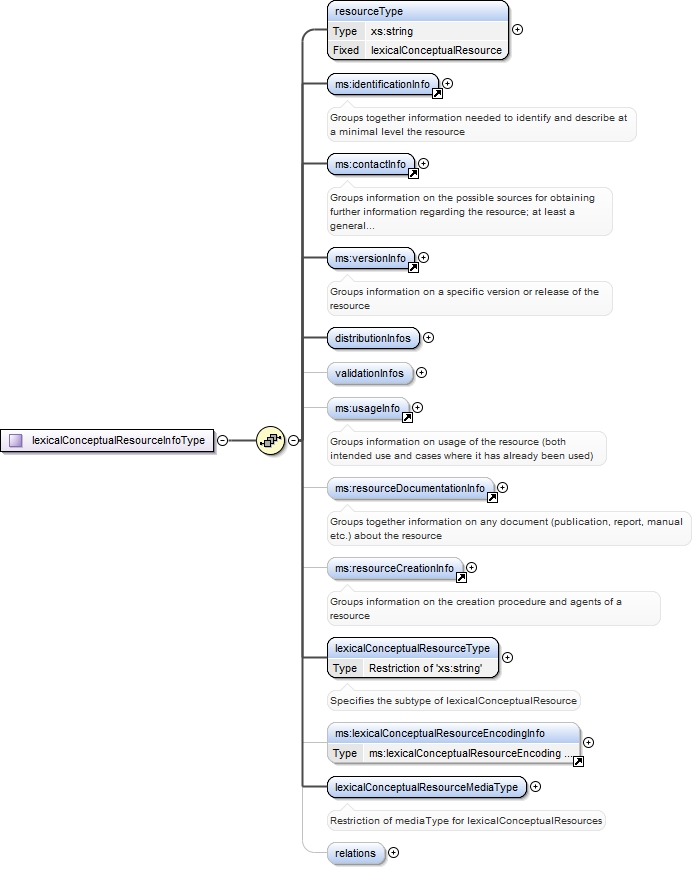 resourceType
Type xs:string
Fixed lexicalConceptualResource
ms:identificationInfo
Groups together information needed to identify and describe at
a minimal level the resource
ms:contactInfo
Groups information on the possible sources for obtaining
further information regarding the resource; at least a
general...
ms:versionInfo
Groups information on a specific version or release of the
resource
distributionInfos
validationInfos
ms:usageInfo
lexicalConceptualResourceInfoType
Groups information on usage of the resource (both
intended use and cases where it has already been used)
ms:resourceDocumentationInfo
Groups together information on any document (publication, report, manual
etc.) about the resource
ms:resourceCreationInfo
Groups information on the creation procedure and agents of a
resource
lexicalConceptualResourceType
Type Restriction of 'xs:string'
Specifies the subtype of lexicalConceptualResource
ms:lexicalConceptualResourceEncodingInfo
Type ms:lexicalConceptualResourceEncoding ...
lexicalConceptualResourceMediaType
Restriction of mediaType for lexicalConceptualResources
relations